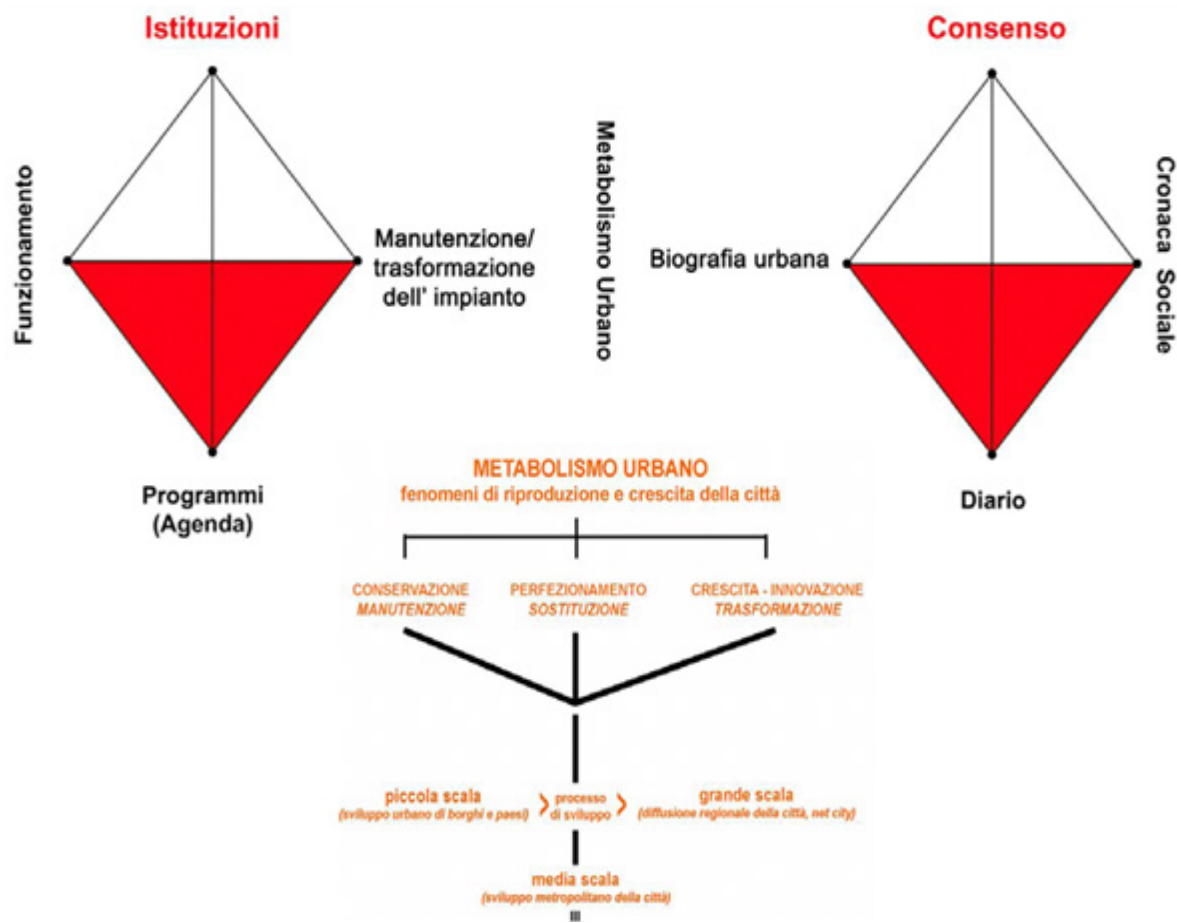 Istituzioni
Consenso
Funzionamento
Manutenzione/
trasformazione
dell' impianto
Metabolismo Urbano
Biografia urbana
Cronaca Sociale
Programmi
(Agenda)
Diario
METABOLISMO URBANO
fenomeni di riproduzione e crescita della città
CONSERVAZIONE
MANUTENZIONE
PERFEZIONAMENTO
SOSTITUZIONE
CRESCITA - INNOVAZIONE
TRASFORMAZIONE
piccola scala
(sviluppo urbano di borghi e paesi)
processo
di sviluppo
grande scala
(diffusione regionale della città, net city)
media scala
(sviluppo metropolitano della città)